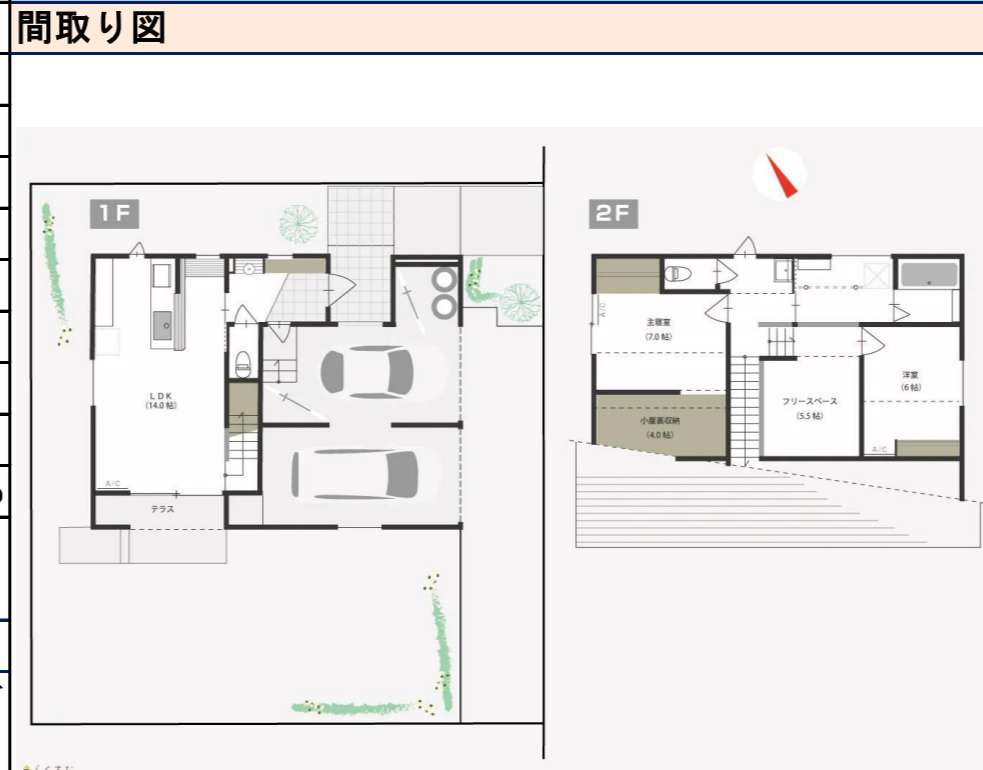 間取り図
1F
2F
LDK
(14.0 帖)
A/C
テラス
主寝室
(7.0 帖)
A/C
小屋裏収納
(4.0 帖)
フリースペース
(5.5 帖)
洋室
(6 帖)
A/C